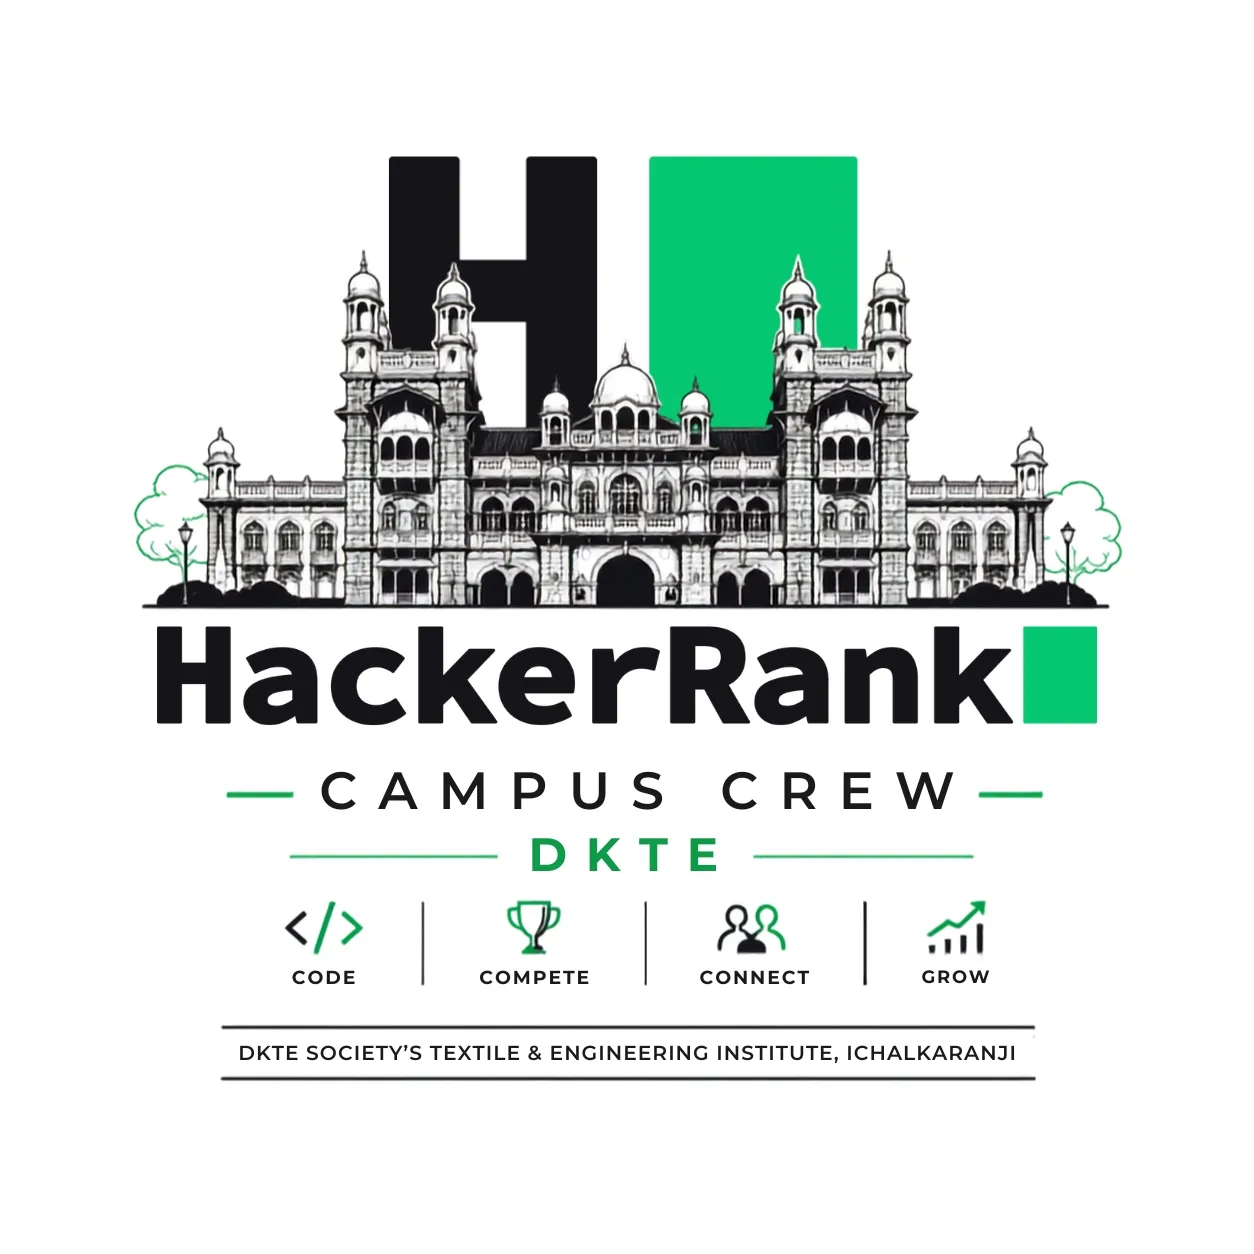 H
HackerRank
CAMPUS CREW
DKTE
CODE
COMPETE
CONNECT
GROW
DKTE SOCIETY’S TEXTILE & ENGINEERING INSTITUTE, ICHALKARANJI